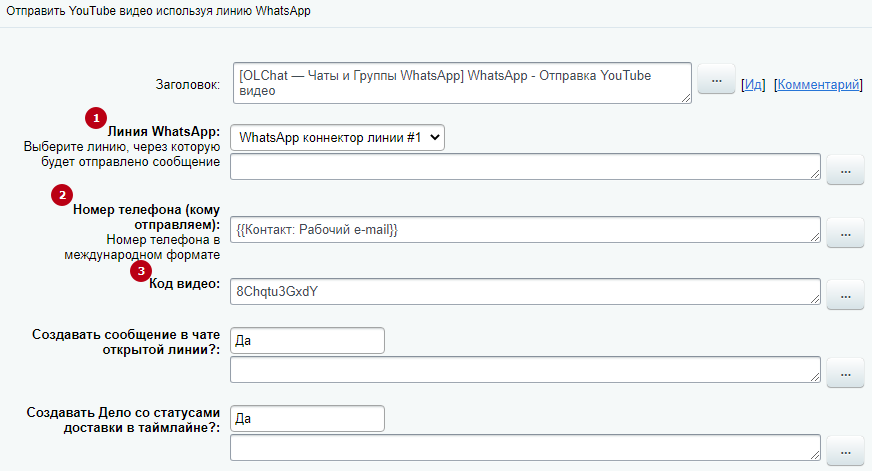 Отправить YouTube видео используя линию WhatsApp
Заголовок:
[OLChat — Чаты и Группы WhatsApp] WhatsApp - Отправка YouTube
видео
...
[Ид] [Комментарий]
1
Линия WhatsApp:
Выберите линию, через которую
будет отправлено сообщение
WhatsApp коннектор линии #1
...
2
Номер телефона (кому
отправляем):
Номер телефона в
международном формате
{{Контакт: Рабочий e-mail}}
...
3
Код видео:
8Chqtu3GxdY
...
Создавать сообщение в чате
открытой линии?:
Да
...
Создавать Дело со статусами
доставки в таймлайне?:
Да
...